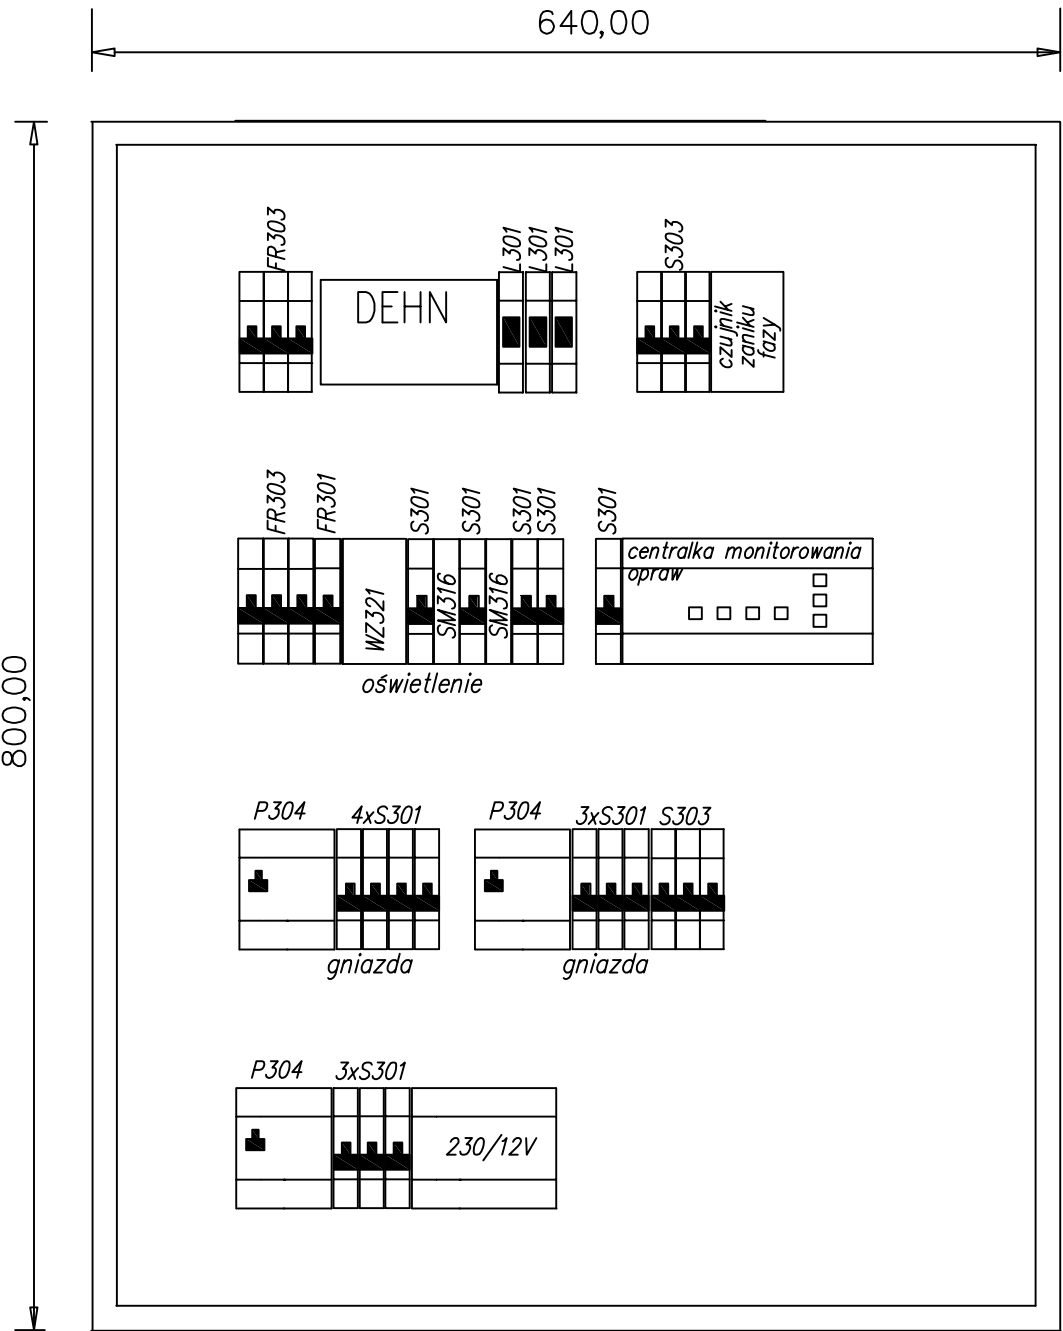 640,00
800,00
FR303
DEHN
L301
L301
L301
S303
czujnik
zaniku
fazy
FR303
FR301
WZ321
S301
SM316
S301
SM316
S301
S301
S301
centralka monitorowania
opraw
oświetlenie
P304
4xS301
P304
3xS301
S303
gniazda
gniazda
P304
3xS301
230/12V